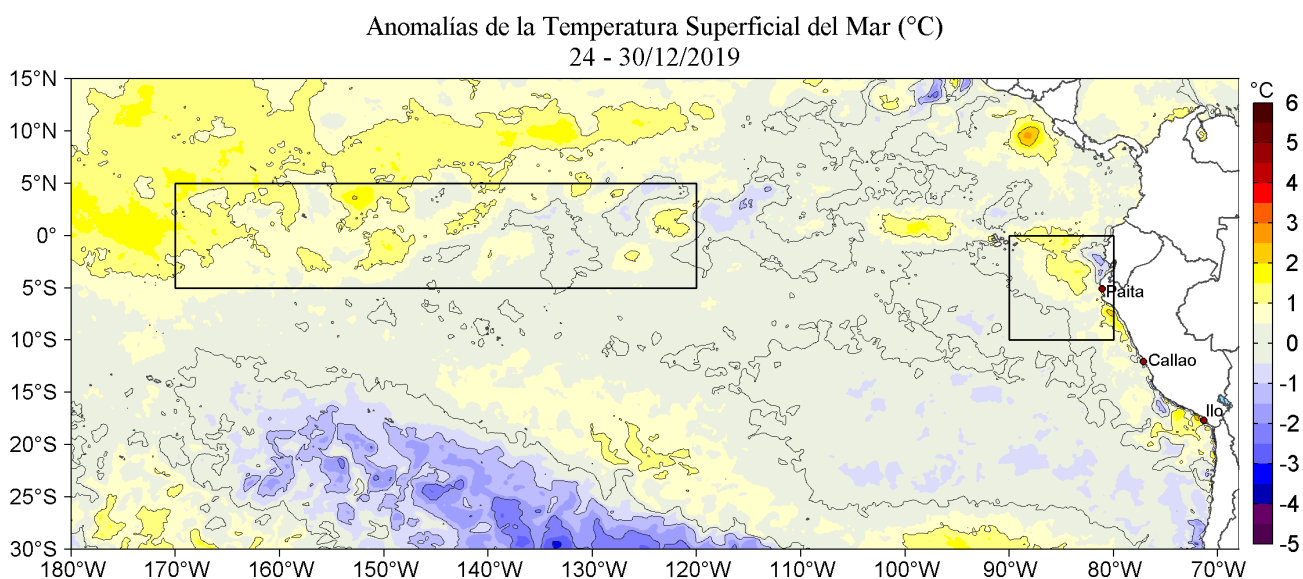 Anomalías de la Temperatura Superficial del Mar (°C)
24 - 30/12/2019
15°N
10°N
5°N
0°
5°S
10°S
15°S
20°S
25°S
30°S
180°W
170°W
160°W
150°W
140°W
130°W
120°W
110°W
100°W
90°W
80°W
70°W
Paita
Callao
Ilo
°C
6
5
4
3
2
1
0
-1
-2
-3
-4
-5